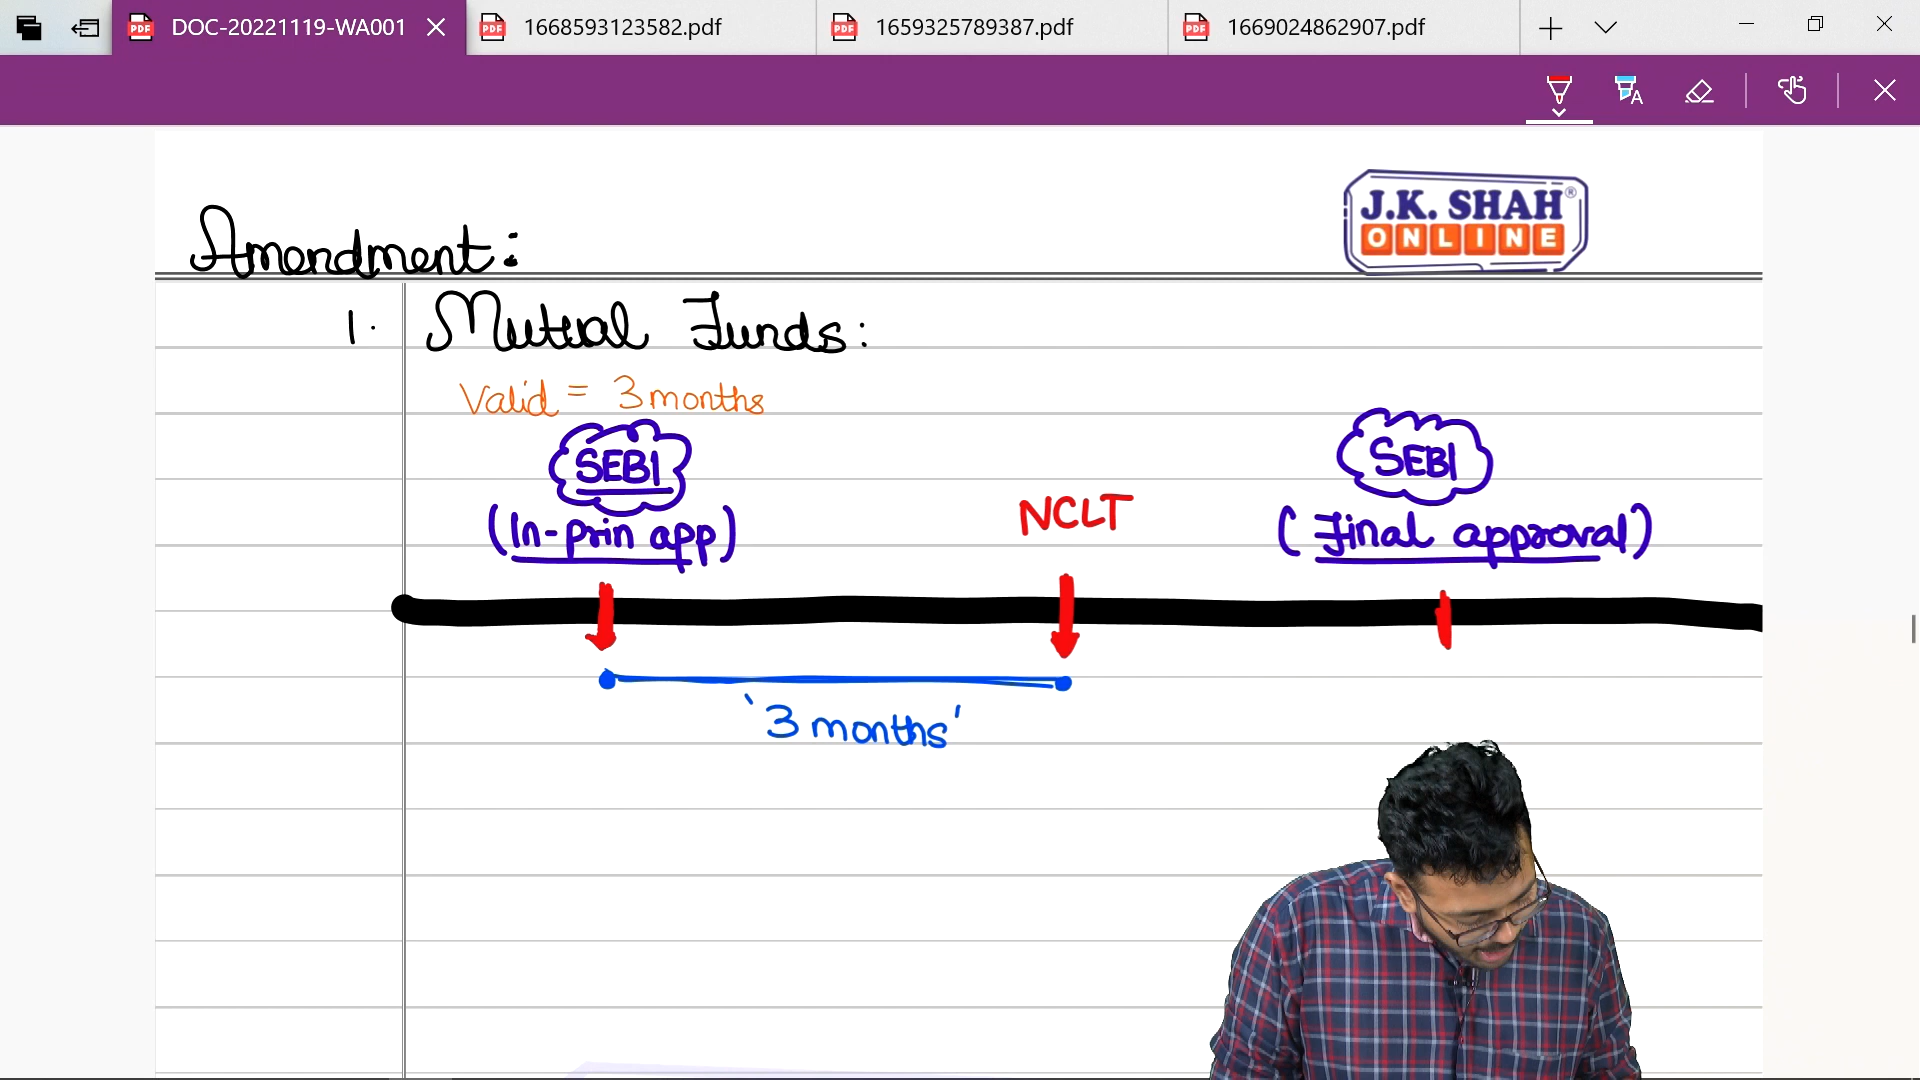 DOC-20221119-WA001
1668593123582.pdf
1659325789387.pdf
1669024862907.pdf
J.K. SHAH®
ONLINE
Amendment:
1. Mutual Funds:
Valid = 3 months
SEBI
(In-prin app)
NCLT
SEBI
(Final approval)
'3 months'